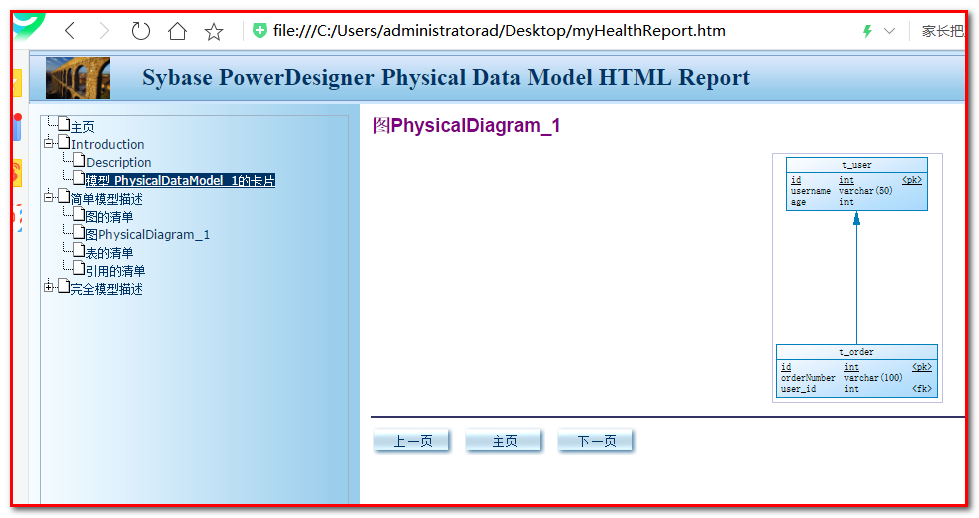 file:///C:/Users/administratorad/Desktop/myHealthReport.htm
家长把
Sybase PowerDesigner Physical Data Model HTML Report
主页
Introduction
Description
模型 PhysicalDataModel_1的卡片
简单模型描述
图的清单
图PhysicalDiagram_1
表的清单
引用的清单
完全模型描述
图PhysicalDiagram_1
t_user
id int <pk>
username varchar(50)
age int
t_order
id int <pk>
orderNumber varchar(100)
user_id int <fk>
上一页 主页 下一页